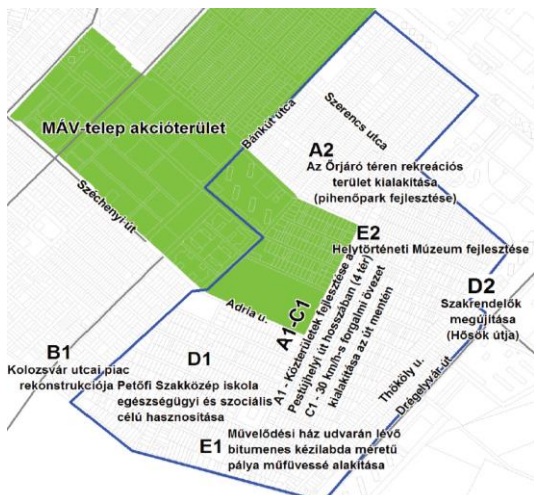 MÁV-telep akcióterület
Bánkút utca
Szerencs utca
A2
Az Őrjáró téren rekreációs
terület kialakítása
(pihenőpark fejlesztése)
Széchenyi út
E2
Helytörténeti Múzeum fejlesztése
D2
Szakrendelők
megújítása
(Hősök útja)
Adria u.
A1-C1
A1 - Közterületek fejlesztése a
Pestújhelyi út hosszában (4 tér)
C1 - 30 km/h-s forgalmi övezet
kialakítása az út mentén
Thököly u.
Drégelyvár út
B1
Kolozsvár utcai piac
rekonstrukciója
D1
Petőfi Szakközép iskola
egészségügyi és szociális
célú hasznosítása
E1
Művelődési ház udvarán lévő
bitumenes kézilabda méretű
pálya műfüvessé alakítása